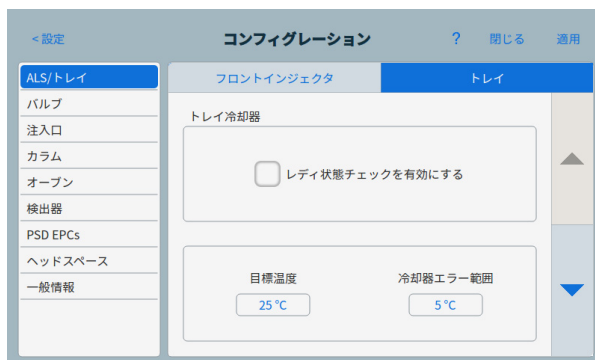 <設定 コンフィグレーション ? 閉じる 適用
ALS/トレイ
バルブ
注入口
カラム
オーブン
検出器
PSD EPCs
ヘッドスペース
一般情報
フロントインジェクタ トレイ
トレイ冷却器
レディ状態チェックを有効にする
目標温度 冷却器エラー範囲
25 °C 5 °C